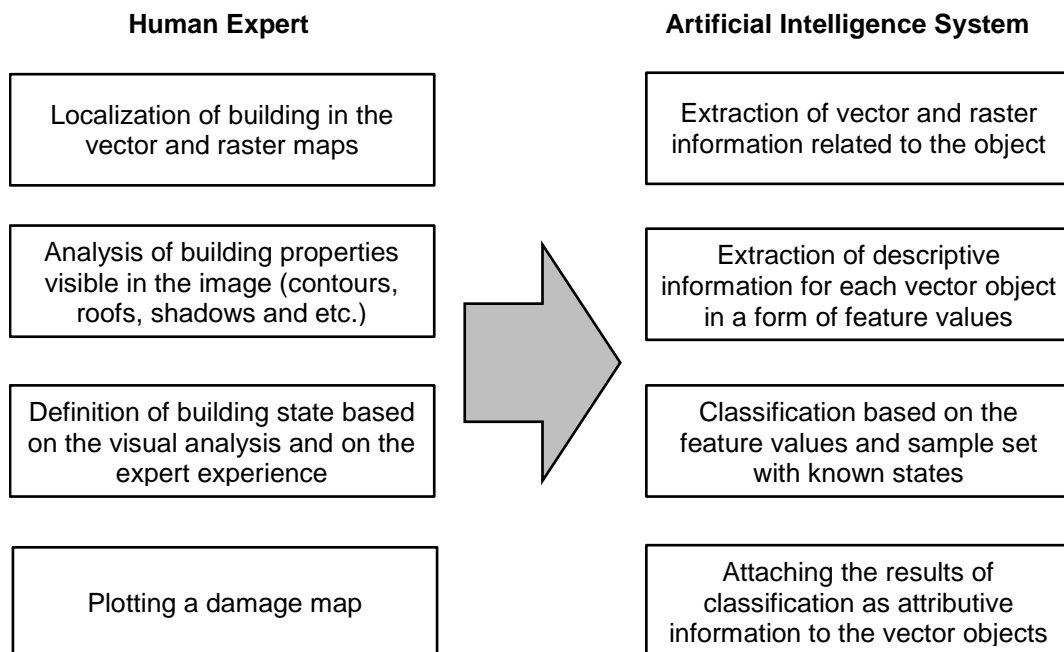 Human Expert
Localization of building in the
vector and raster maps
Analysis of building properties
visible in the image (contours,
roofs, shadows and etc.)
Definition of building state based
on the visual analysis and on the
expert experience
Plotting a damage map
Artificial Intelligence System
Extraction of vector and raster
information related to the object
Extraction of descriptive
information for each vector object
in a form of feature values
Classification based on the
feature values and sample set
with known states
Attaching the results of
classification as attributive
information to the vector objects